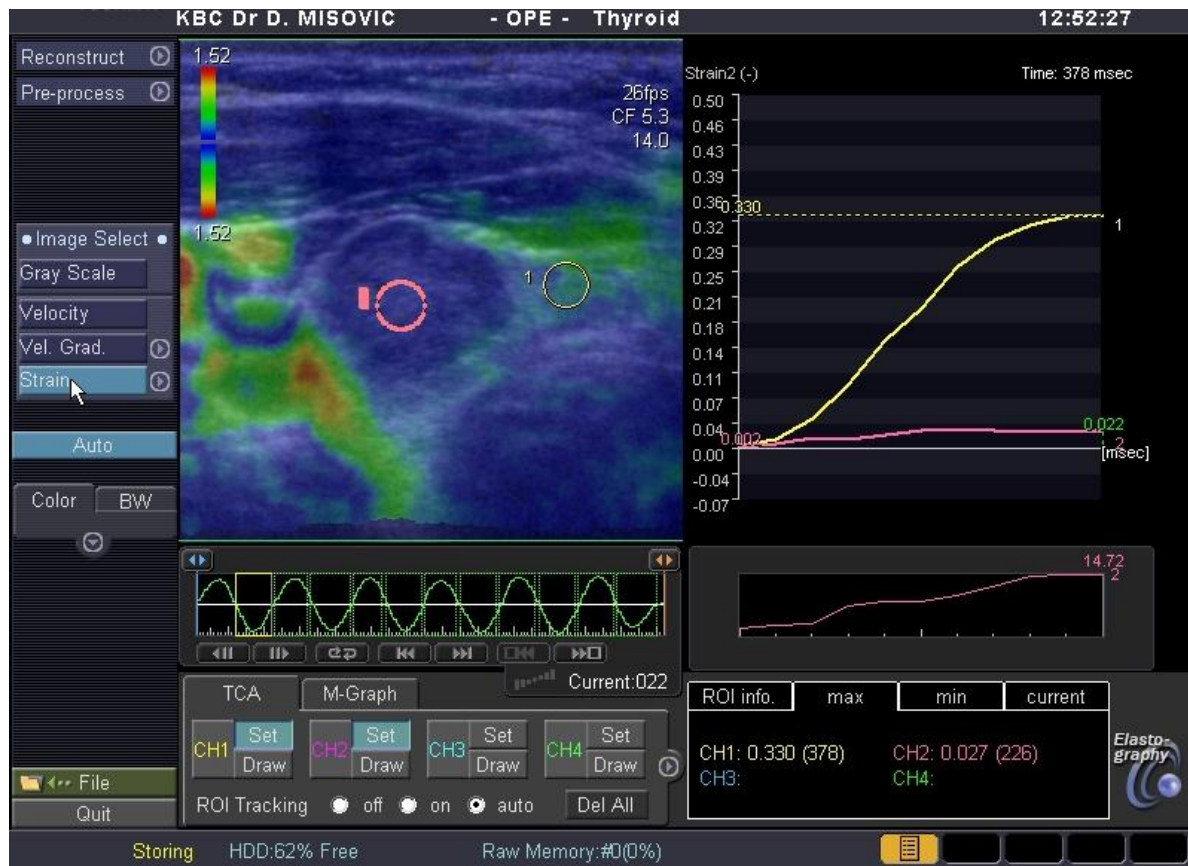 KBC Dr D. MISOVIC - OPE - Thyroid 12:52:27
Reconstruct
Pre-process
Image Select
Gray Scale
Velocity
Vel. Grad.
Strain
Auto
Color BW
File
Quit
1.52
1.52
26fps
CF 5.3
14.0
1
Strain2 (-) Time: 378 msec
0.50
0.46
0.43
0.39
0.36
0.330
0.32
0.29
0.25
0.21
0.18
0.14
0.11
0.07
0.04
0.002
0.00
-0.04
-0.07
1
0.022
2
[msec]
14.72
2
Current:022
TCA M-Graph
CH1 Set Draw
CH2 Set Draw
CH3 Set Draw
CH4 Set Draw
ROI Tracking off on auto Del All
ROI info. max min current
CH1: 0.330 (378) CH2: 0.027 (226)
CH3: CH4:
Elasto-
graphy
Storing HDD:62% Free Raw Memory:#0(0%)